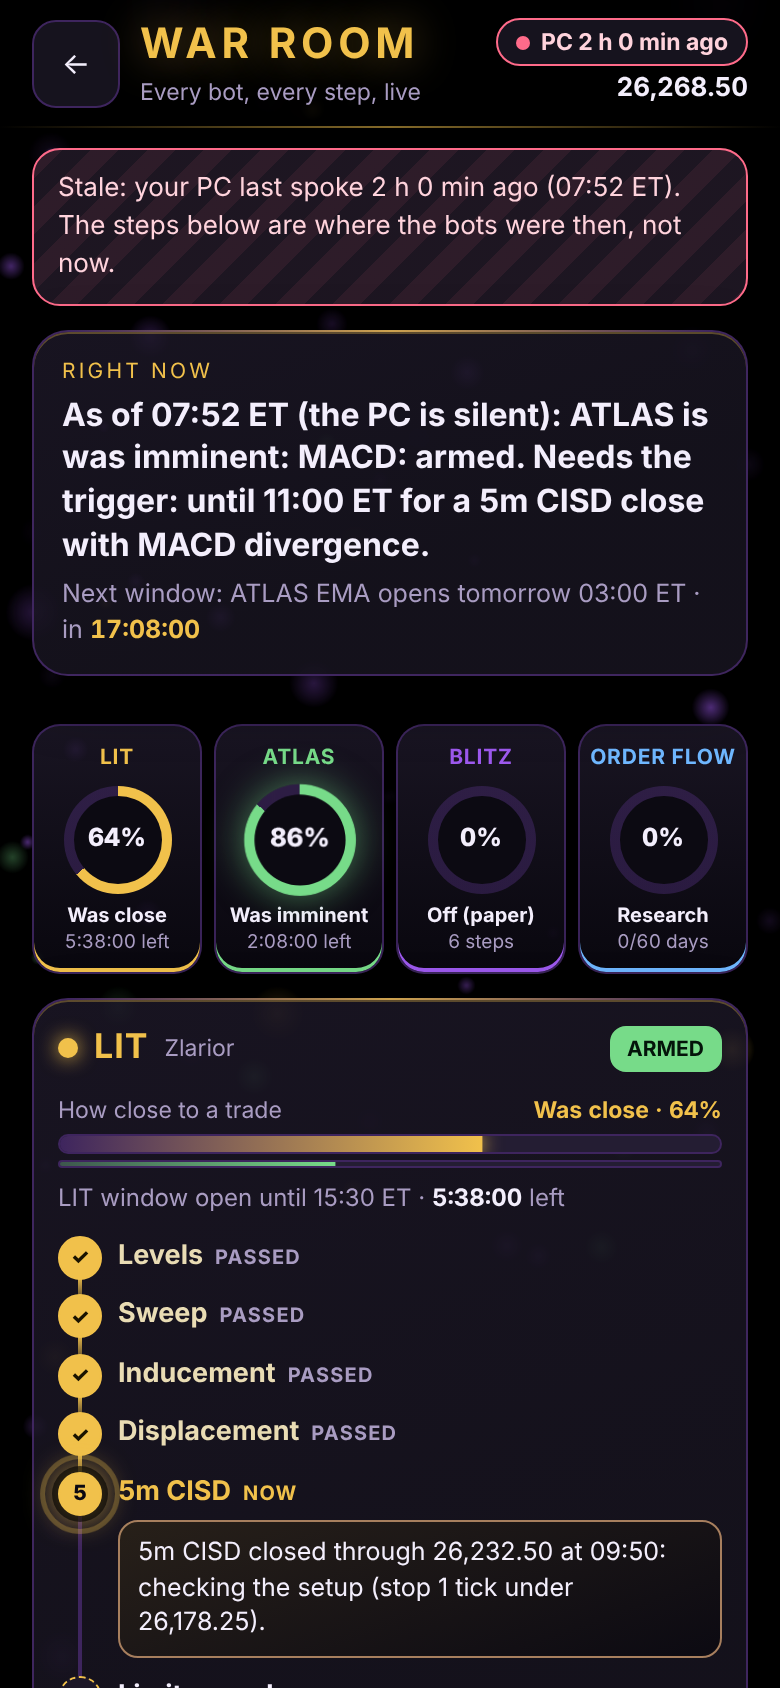 WAR ROOM
Every bot, every step, live
PC 2 h 0 min ago
26,268.50
Stale: your PC last spoke 2 h 0 min ago (07:52 ET).
The steps below are where the bots were then, not
now.
RIGHT NOW
As of 07:52 ET (the PC is silent): ATLAS is
was imminent: MACD: armed. Needs the
trigger: until 11:00 ET for a 5m CISD close
with MACD divergence.
Next window: ATLAS EMA opens tomorrow 03:00 ET ·
in 17:08:00
LIT
64%
Was close
5:38:00 left
ATLAS
86%
Was imminent
2:08:00 left
BLITZ
0%
Off (paper)
6 steps
ORDER FLOW
0%
Research
0/60 days
LIT Zlarior
ARMED
How close to a trade
Was close · 64%
LIT window open until 15:30 ET · 5:38:00 left
Levels PASSED
Sweep PASSED
Inducement PASSED
Displacement PASSED
5 5m CISD NOW
5m CISD closed through 26,232.50 at 09:50:
checking the setup (stop 1 tick under
26,178.25).